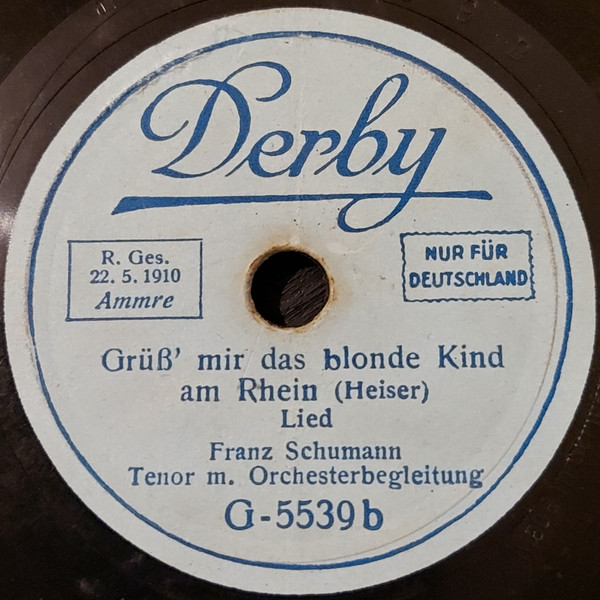 Derby
R. Ges.
22. 5. 1910
Ammre
NUR FÜR
DEUTSCHLAND
Grüß' mir das blonde Kind
am Rhein (Heiser)
Lied
Franz Schumann
Tenor m. Orchesterbegleitung
G-5539b